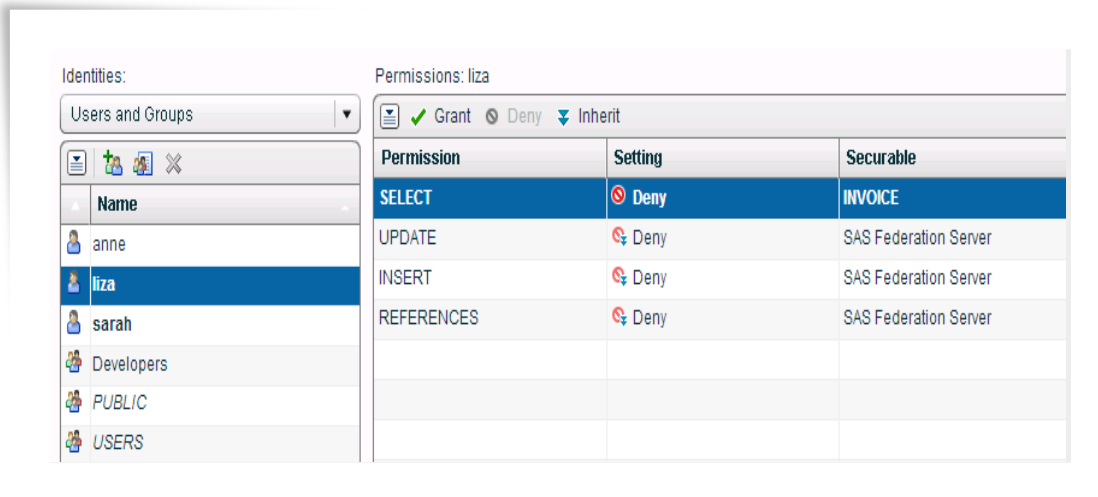 Identities:
Users and Groups
Name
anne
liza
sarah
Developers
PUBLIC
USERS
Permissions: liza
Grant Deny Inherit
Permission Setting Securable
SELECT Deny INVOICE
UPDATE Deny SAS Federation Server
INSERT Deny SAS Federation Server
REFERENCES Deny SAS Federation Server